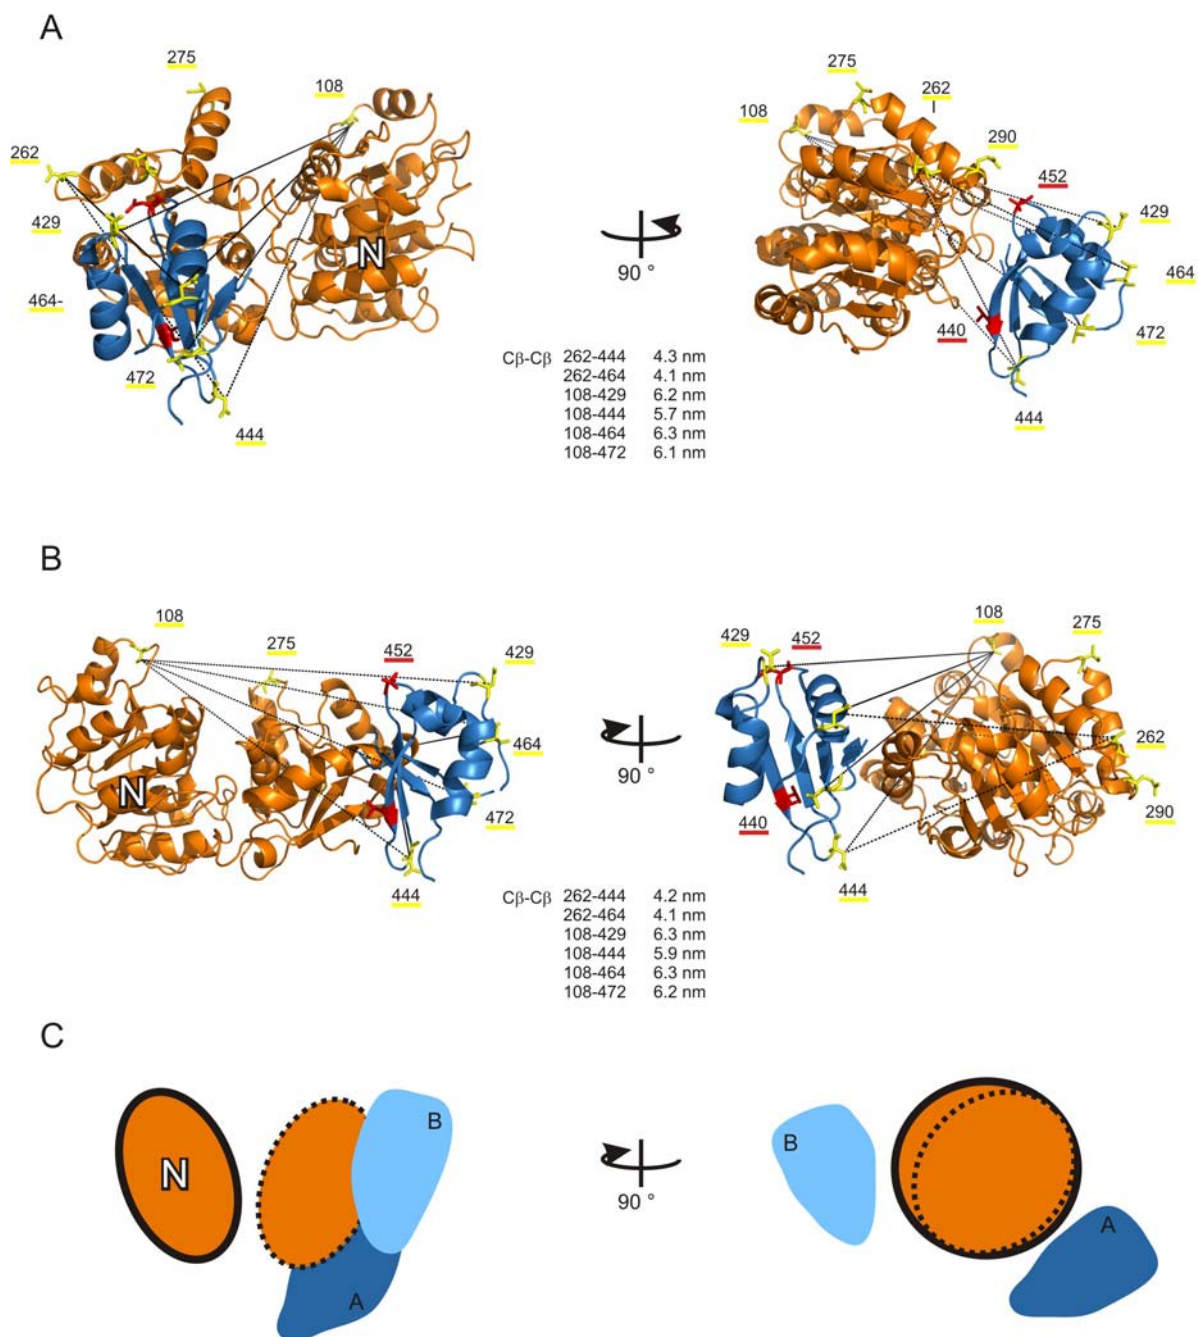 A
275
108
262
429
464-
472
444
N
90 °
275
262
108
290
452
429
464
472
440
444
Cβ-Cβ 262-444 4.3 nm
262-464 4.1 nm
108-429 6.2 nm
108-444 5.7 nm
108-464 6.3 nm
108-472 6.1 nm
B
108
275
452
429
464
472
444
N
90 °
108
429
452
275
262
290
440
444
Cβ-Cβ 262-444 4.2 nm
262-464 4.1 nm
108-429 6.3 nm
108-444 5.9 nm
108-464 6.3 nm
108-472 6.2 nm
C
N
B
A
90 °
B
A